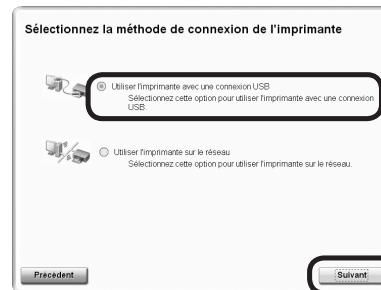 Sélectionnez la méthode de connexion de l'imprimante
Utiliser l'imprimante avec une connexion USB
Sélectionnez cette option pour utiliser l'imprimante avec une connexion
USB.
Utiliser l'imprimante sur le réseau
Sélectionnez cette option pour utiliser l'imprimante sur le réseau.
Précédent
Suivant